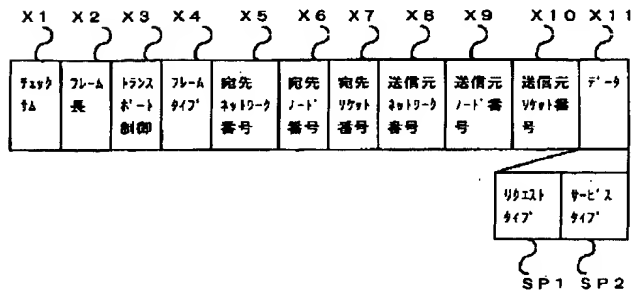 X1 X2 X3 X4 X5 X6 X7 X8 X9 X10 X11
チェック フレーム トランス フレーム 宛先 宛先 宛先 送信元 送信元 送信元 データ
サム 長 ポート タイプ ネットワーク ノード ソケット ネットワーク ノード番 ソケット番
制御 番号 番号 番号 番号 号 号
リクエスト サービス
タイプ タイプ
SP1 SP2